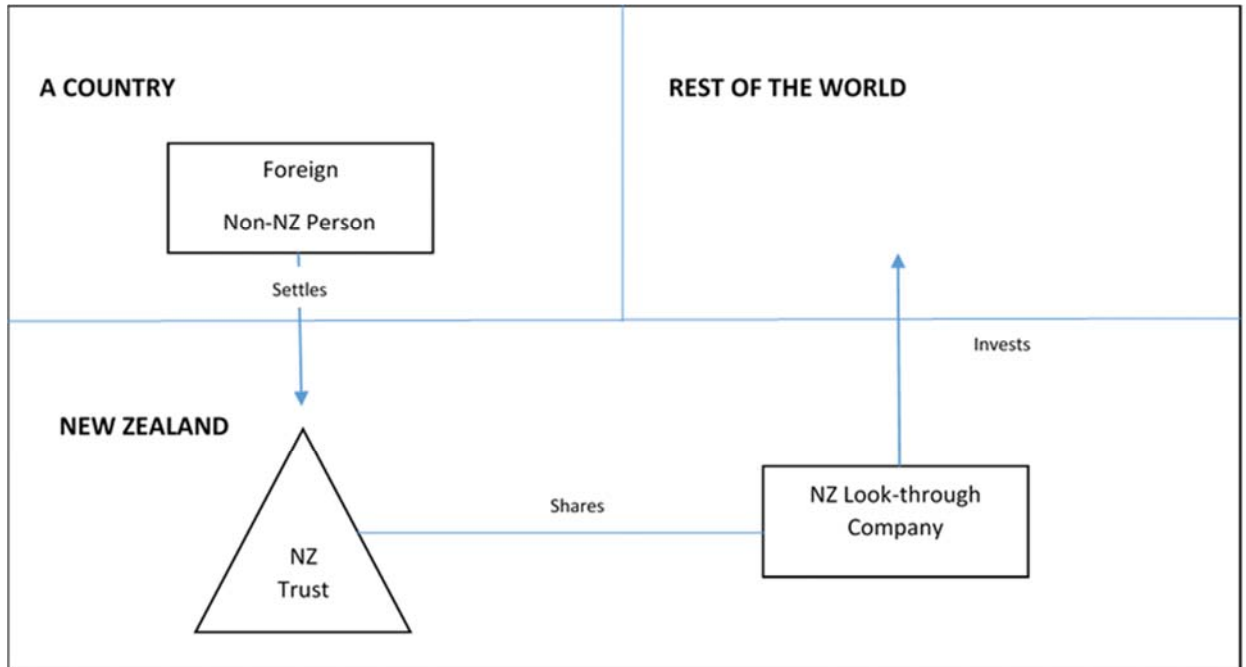 A COUNTRY
REST OF THE WORLD
Foreign
Non-NZ Person
Settles
Invests
NEW ZEALAND
NZ Look-through
Company
Shares
NZ
Trust